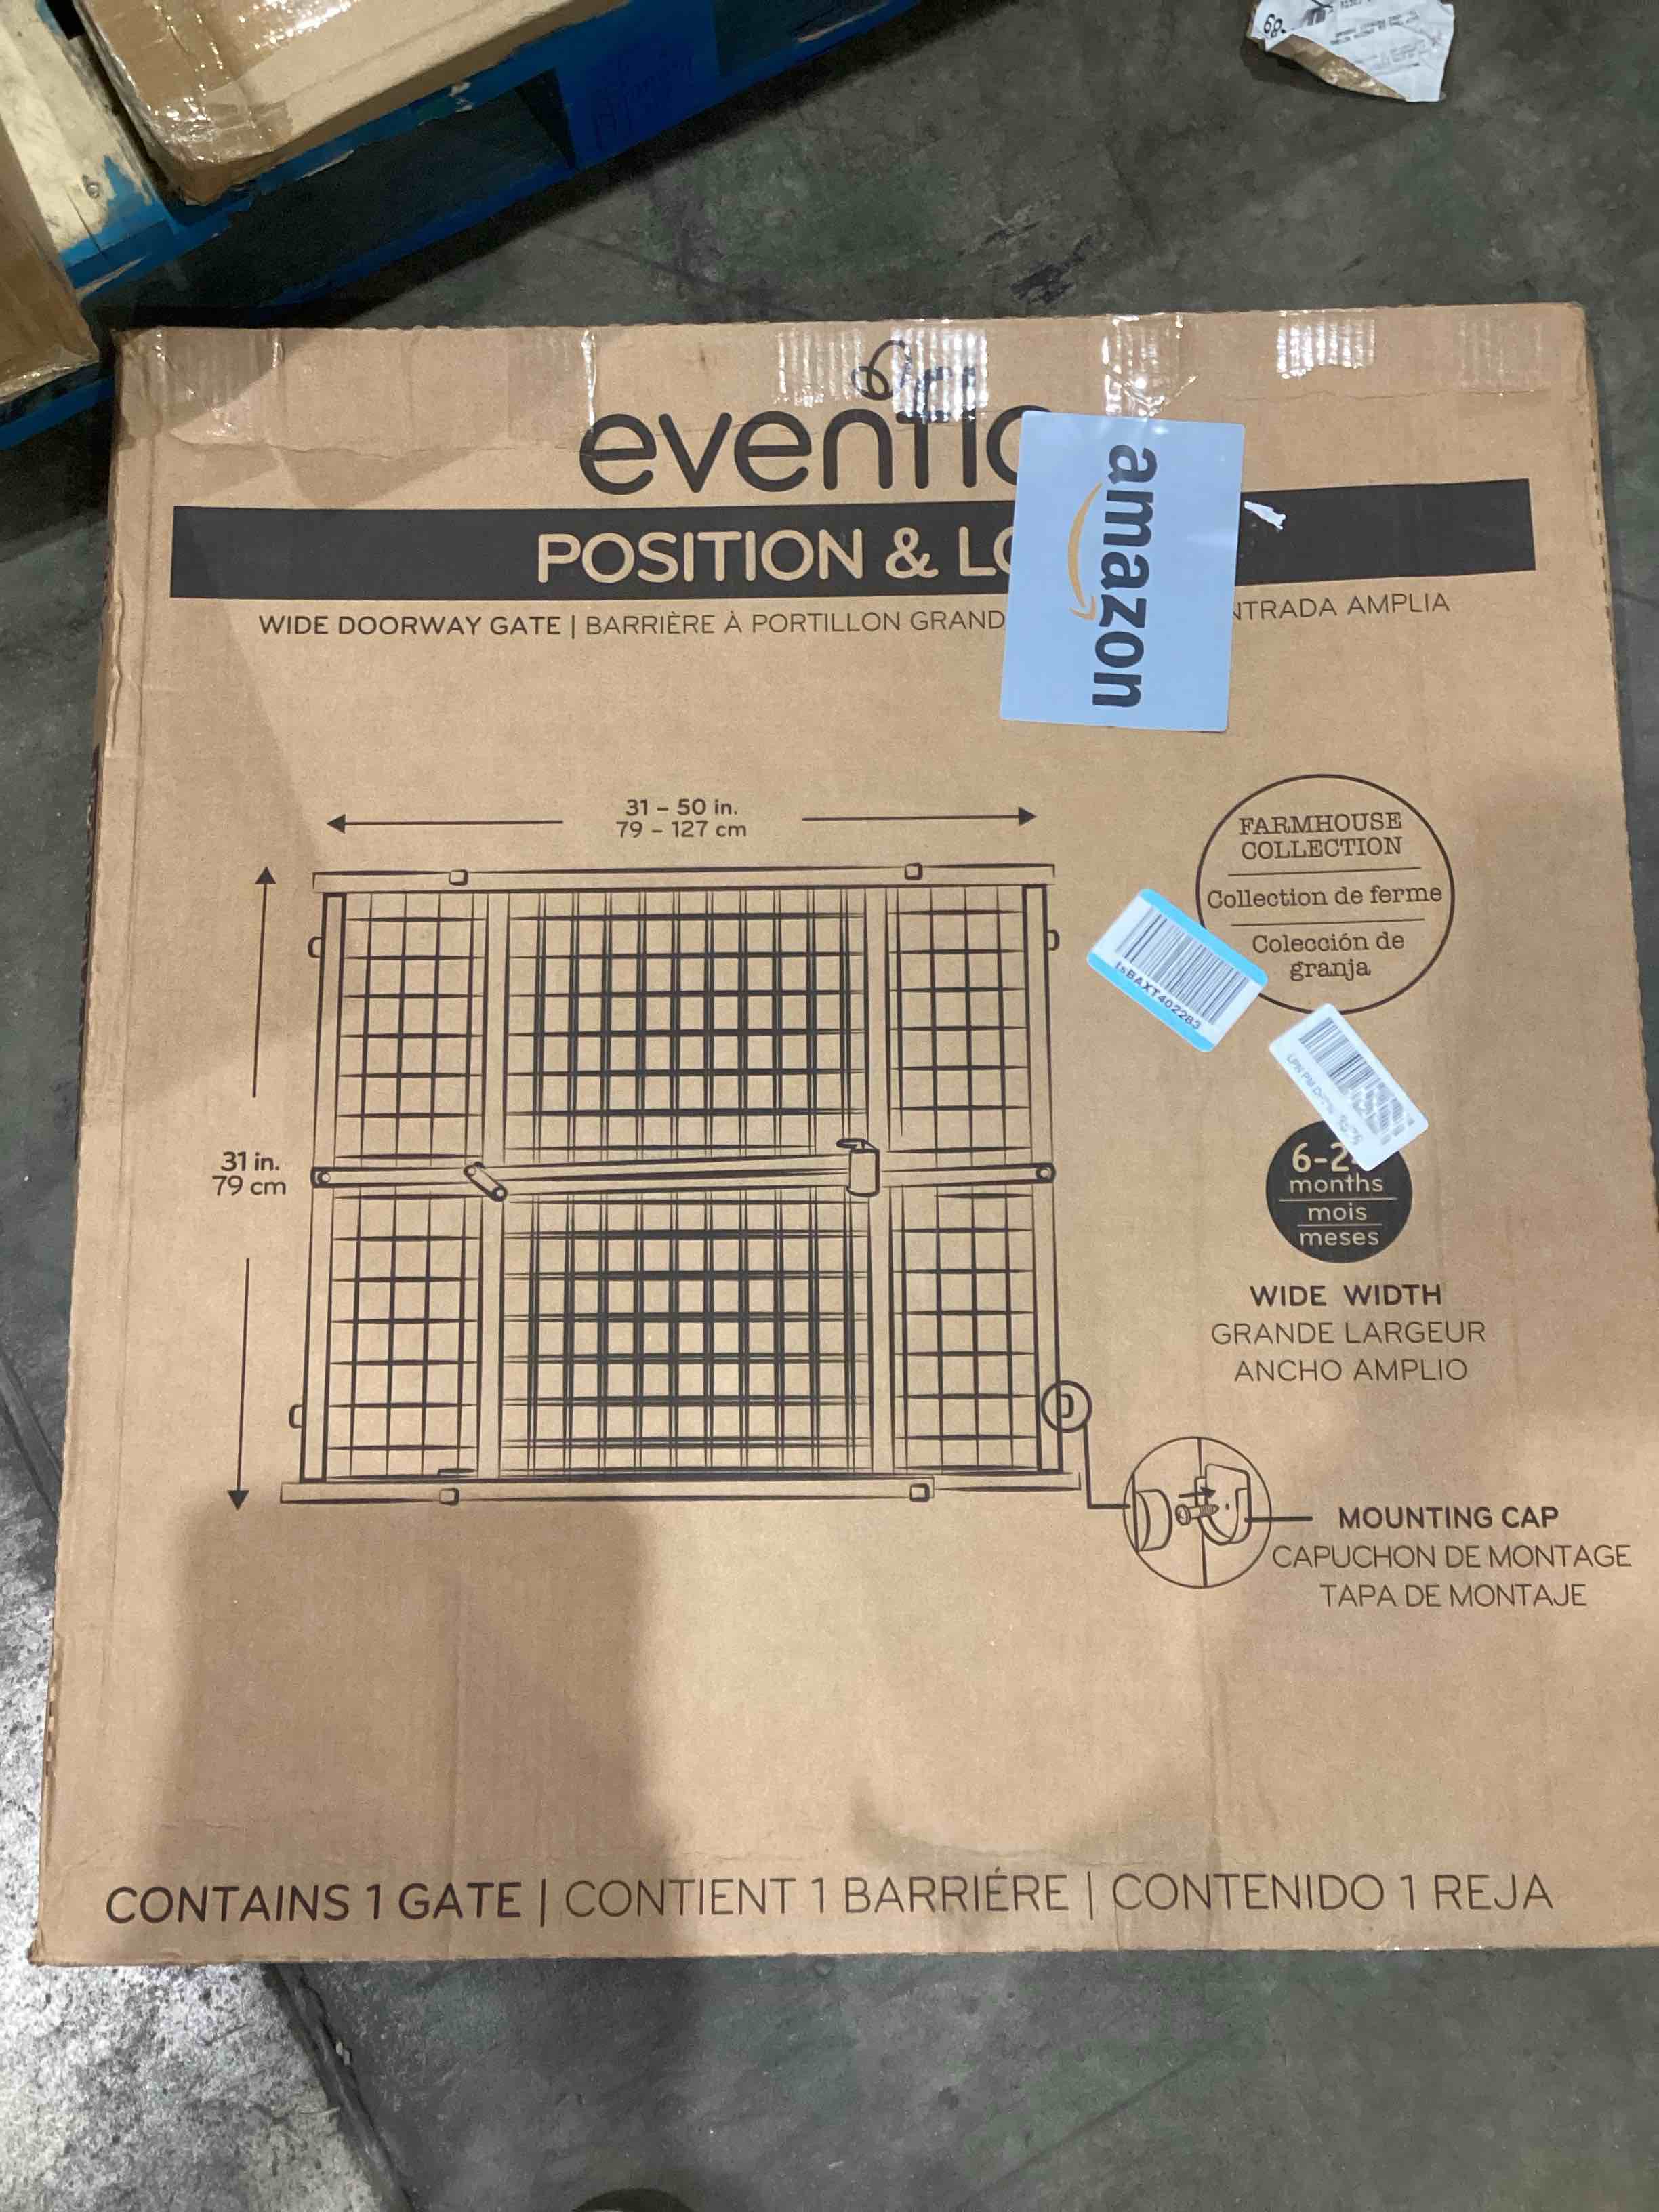 69.
evenflo
POSITION & LO
WIDE DOORWAY GATE | BARRIÈRE À PORTILLON GRAND
NTRADA AMPLIA
amazon
31 – 50 in.
79 – 127 cm
FARMHOUSE
COLLECTION
Collection de ferme
Colección de
granja
tsBAXT402283
31 in.
79 cm
6-2
months
mois
meses
WIDE WIDTH
GRANDE LARGEUR
ANCHO AMPLIO
MOUNTING CAP
CAPUCHON DE MONTAGE
TAPA DE MONTAJE
CONTAINS 1 GATE | CONTIENT 1 BARRIÉRE | CONTENIDO 1 REJA